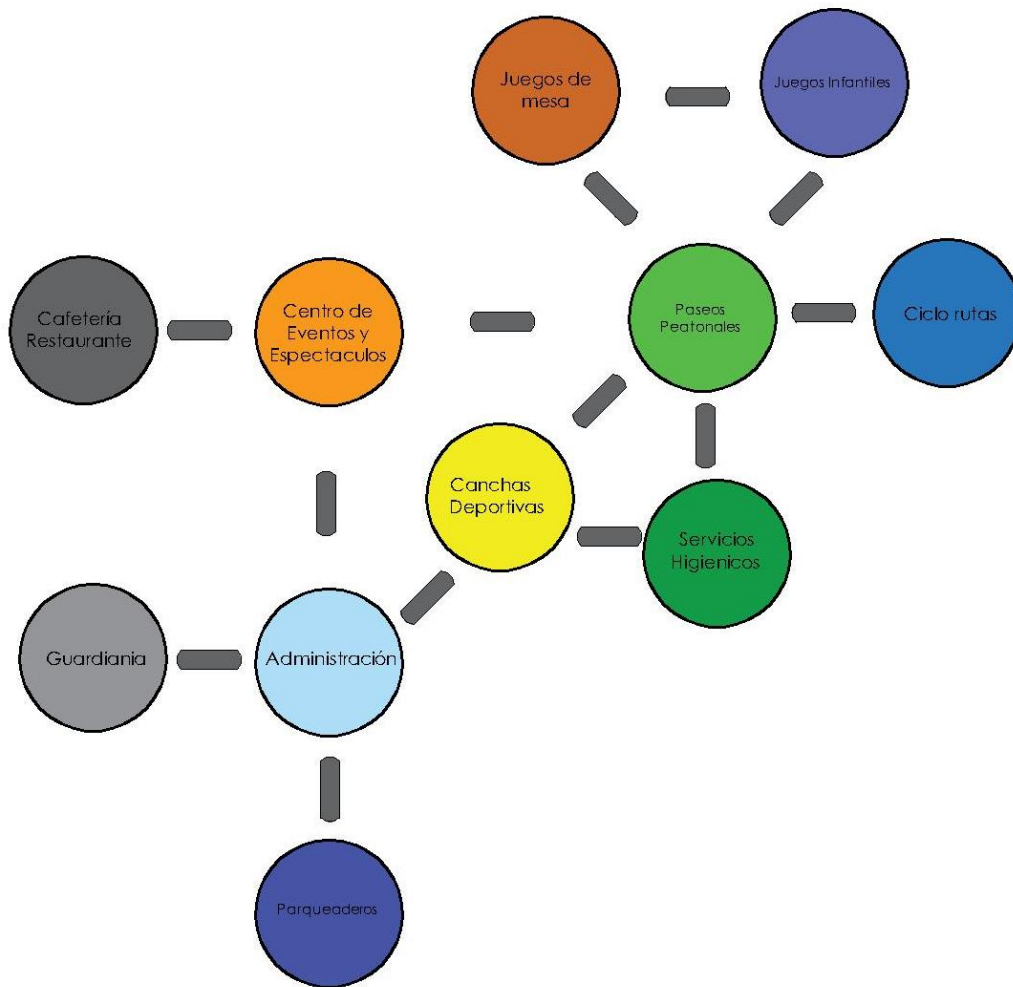 Juegos de
mesa
Juegos Infantiles
Cafetería
Restaurante
Centro de
Eventos y
Espectaculos
Paseos
Peatonales
Ciclo rutas
Canchas
Deportivas
Servicios
Higienicos
Guardiania
Administración
Parqueaderos